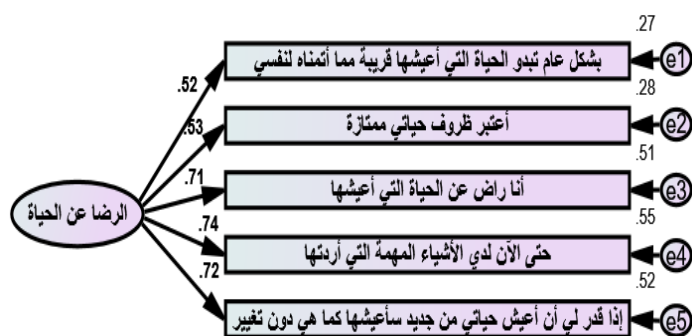 .27
بشكل عام تبدو الحياة التي أعيشها قريبة مما أتمناه لنفسي
e1
.52
.28
أعتبر ظروف حياتي ممتازة
e2
.53
.51
أنا راض عن الحياة التي أعيشها
e3
.71
.55
الرضا عن الحياة
حتى الآن لدي الأشياء المهمة التي أردتها
e4
.74
.52
إذا قدر لي أن أعيش حياتي من جديد سأعيشها كما هي دون تغيير
e5
.72